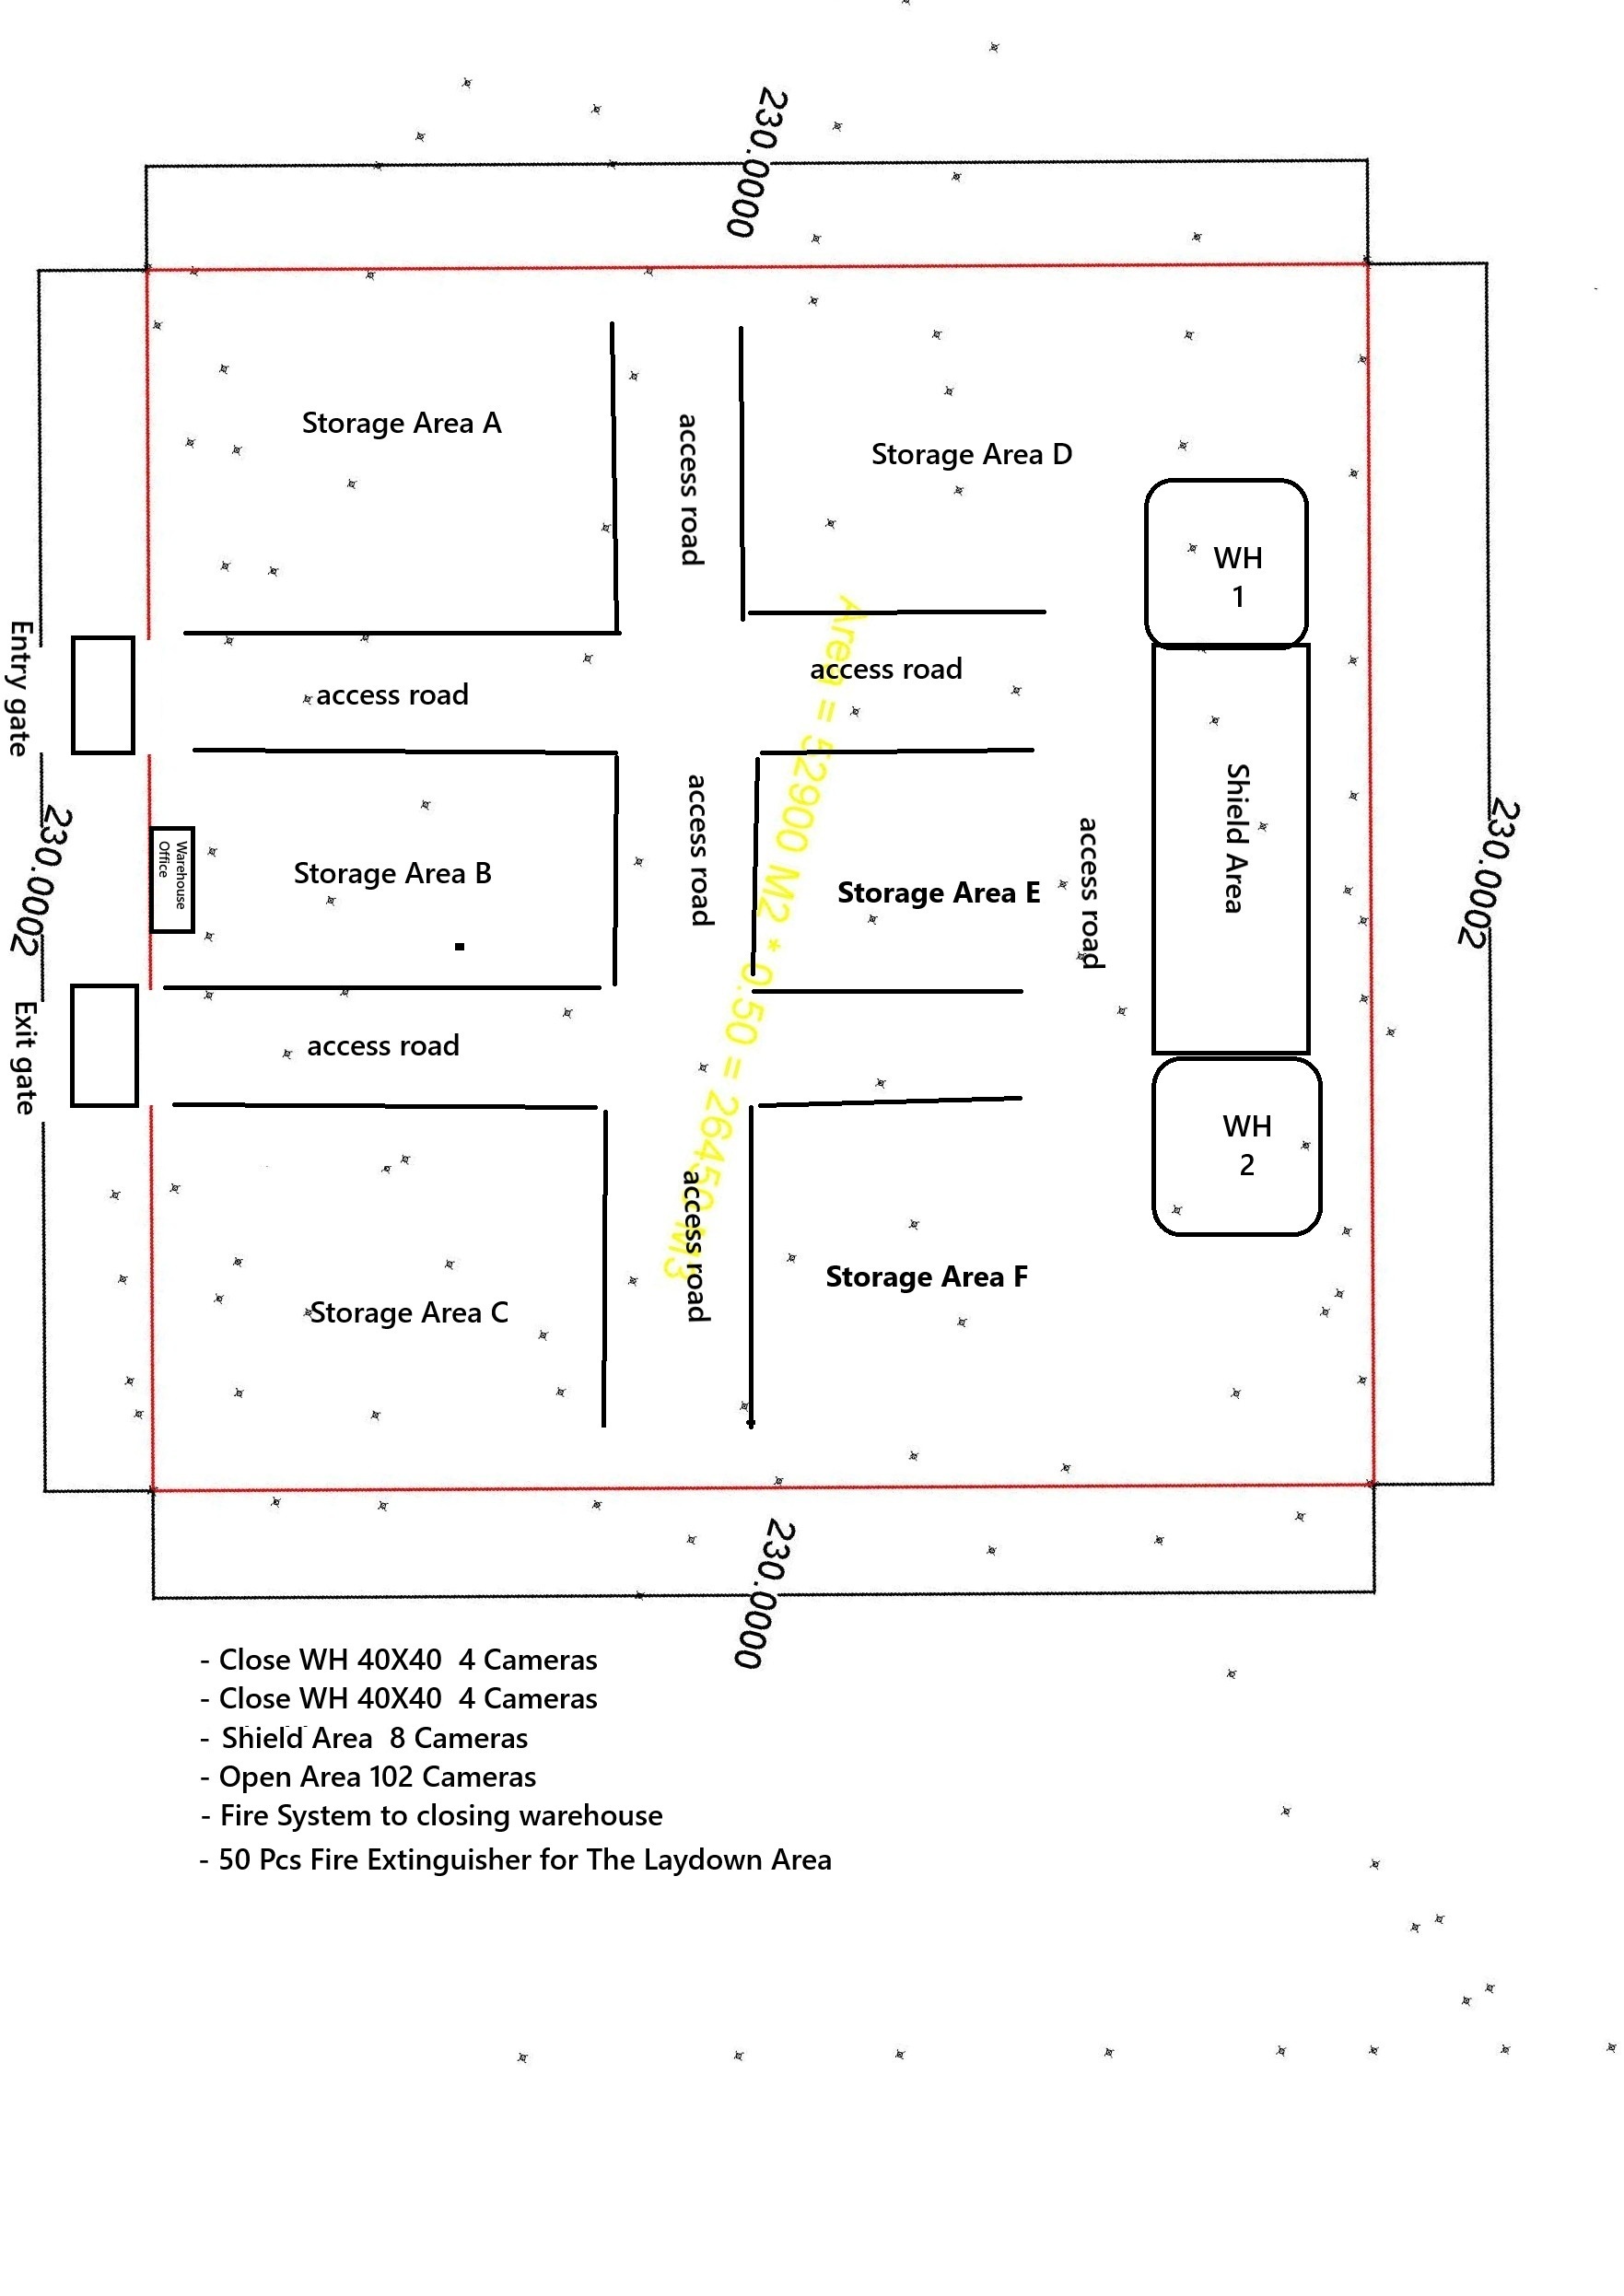 230.0000
Storage Area A
access road
Storage Area D
WH
1
Entry gate
access road
access road
Area = 52900 M2 * 0.50 = 26450 M3
Shield Area
230.0002
Warehouse
Office
Storage Area B
access road
Storage Area E
access road
230.0002
Exit gate
access road
WH
2
access road
Storage Area F
Storage Area C
230.0000
- Close WH 40X40 4 Cameras
- Close WH 40X40 4 Cameras
- Shield Area 8 Cameras
- Open Area 102 Cameras
- Fire System to closing warehouse
- 50 Pcs Fire Extinguisher for The Laydown Area